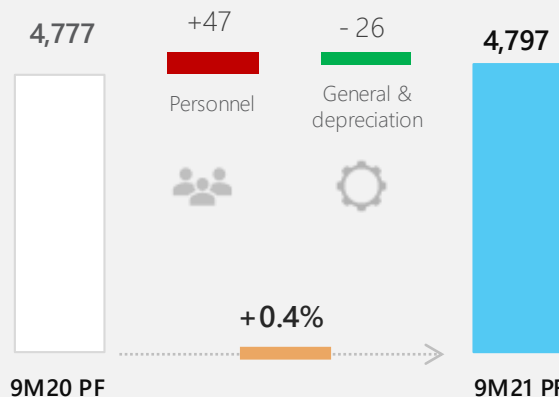 4,777
+47
- 26
4,797
Personnel
General &
depreciation
+0.4%
9M20 PF
9M21 PF